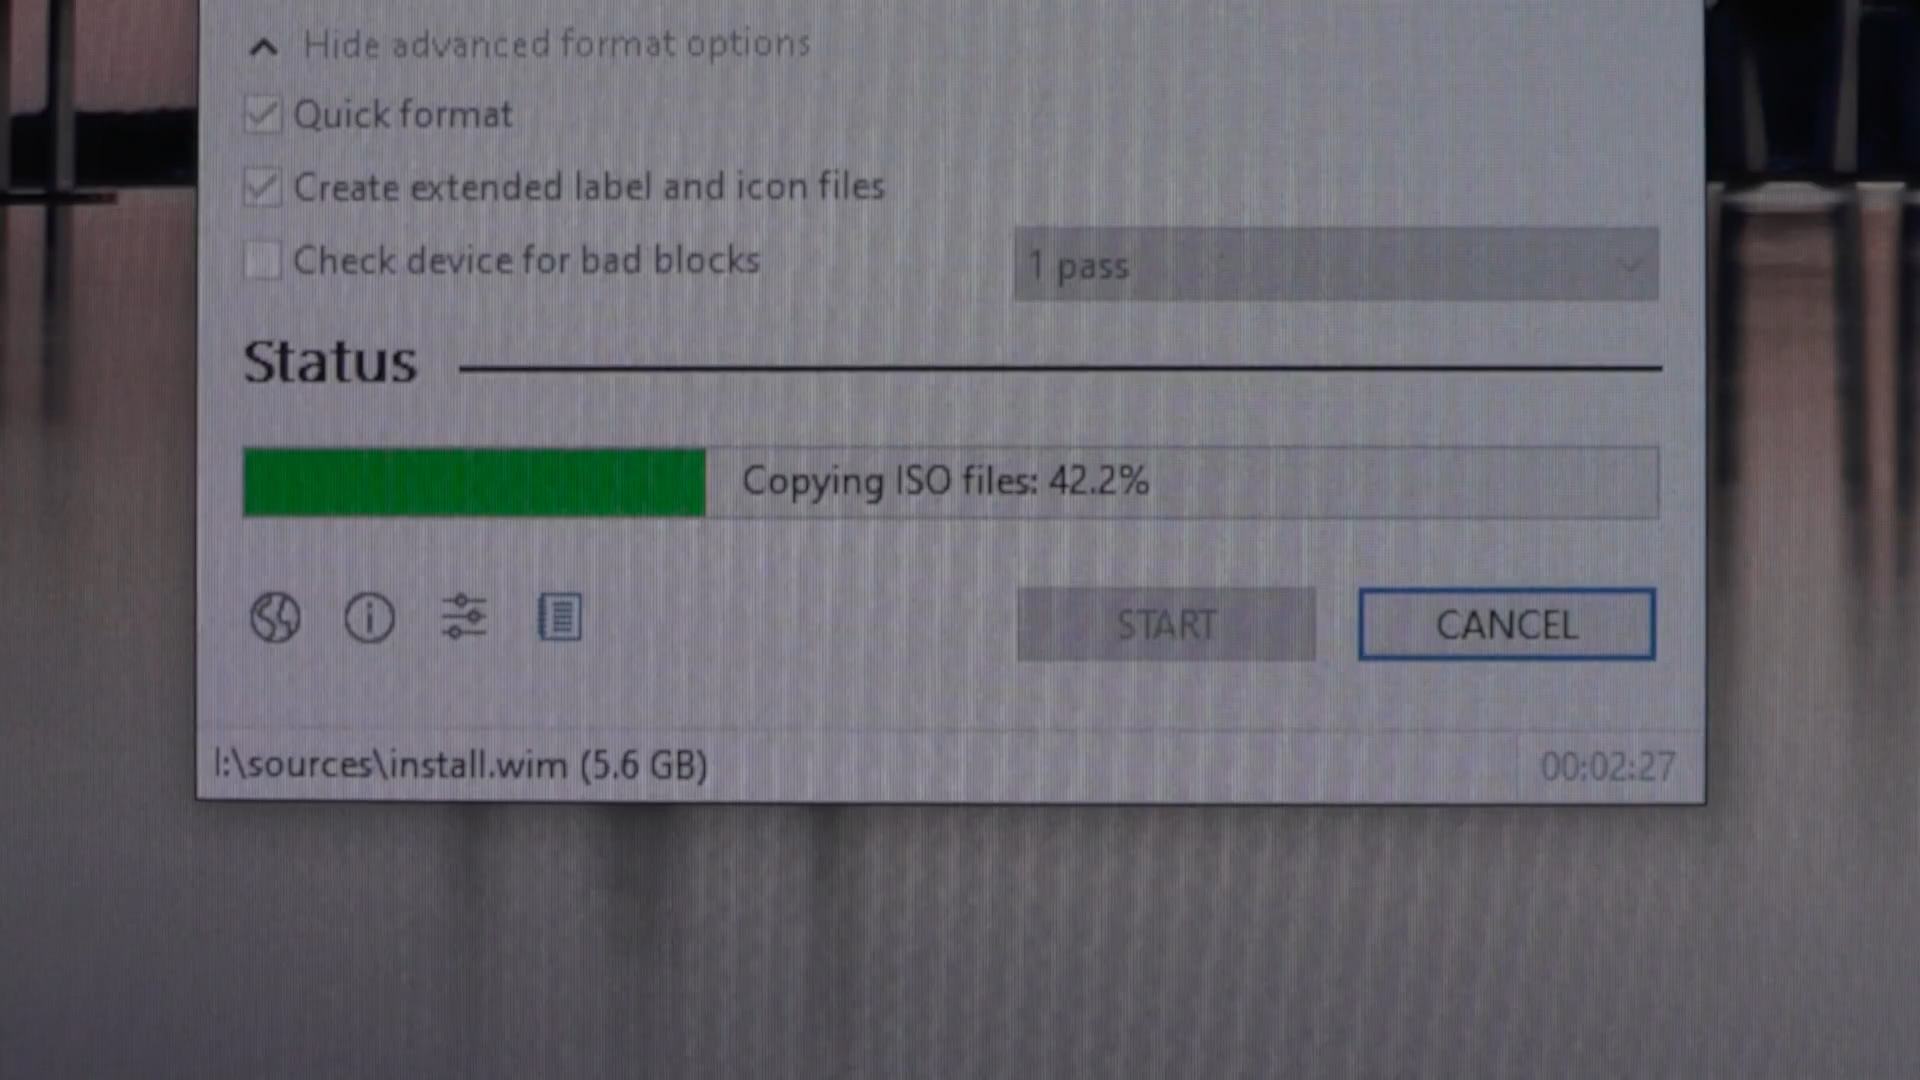 Hide advanced format options
Quick format
Create extended label and icon files
Check device for bad blocks
1 pass
Status
Copying ISO files: 42.2%
START
CANCEL
I:\sources\install.wim (5.6 GB)
00:02:27